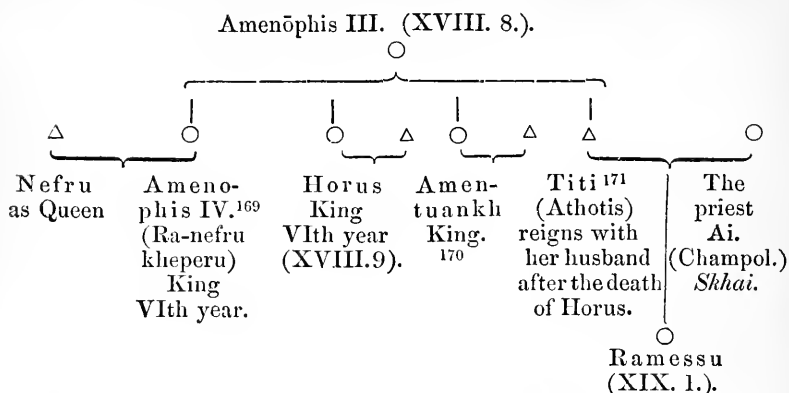 Amenōphis III. (XVIII. 8.).
Nefru
as Queen
Ameno-
phis IV.¹⁶⁹
(Ra-nefru
kheperu)
King
VIth year.
Horus
King
VIth year
(XVIII. 9).
Amen-
tuankh
King.
¹⁷⁰
Titi ¹⁷¹
(Athotis)
reigns with
her husband
after the death
of Horus.
The
priest
Ai.
(Champol.)
Skhai.
Ramessu
(XIX. 1.).